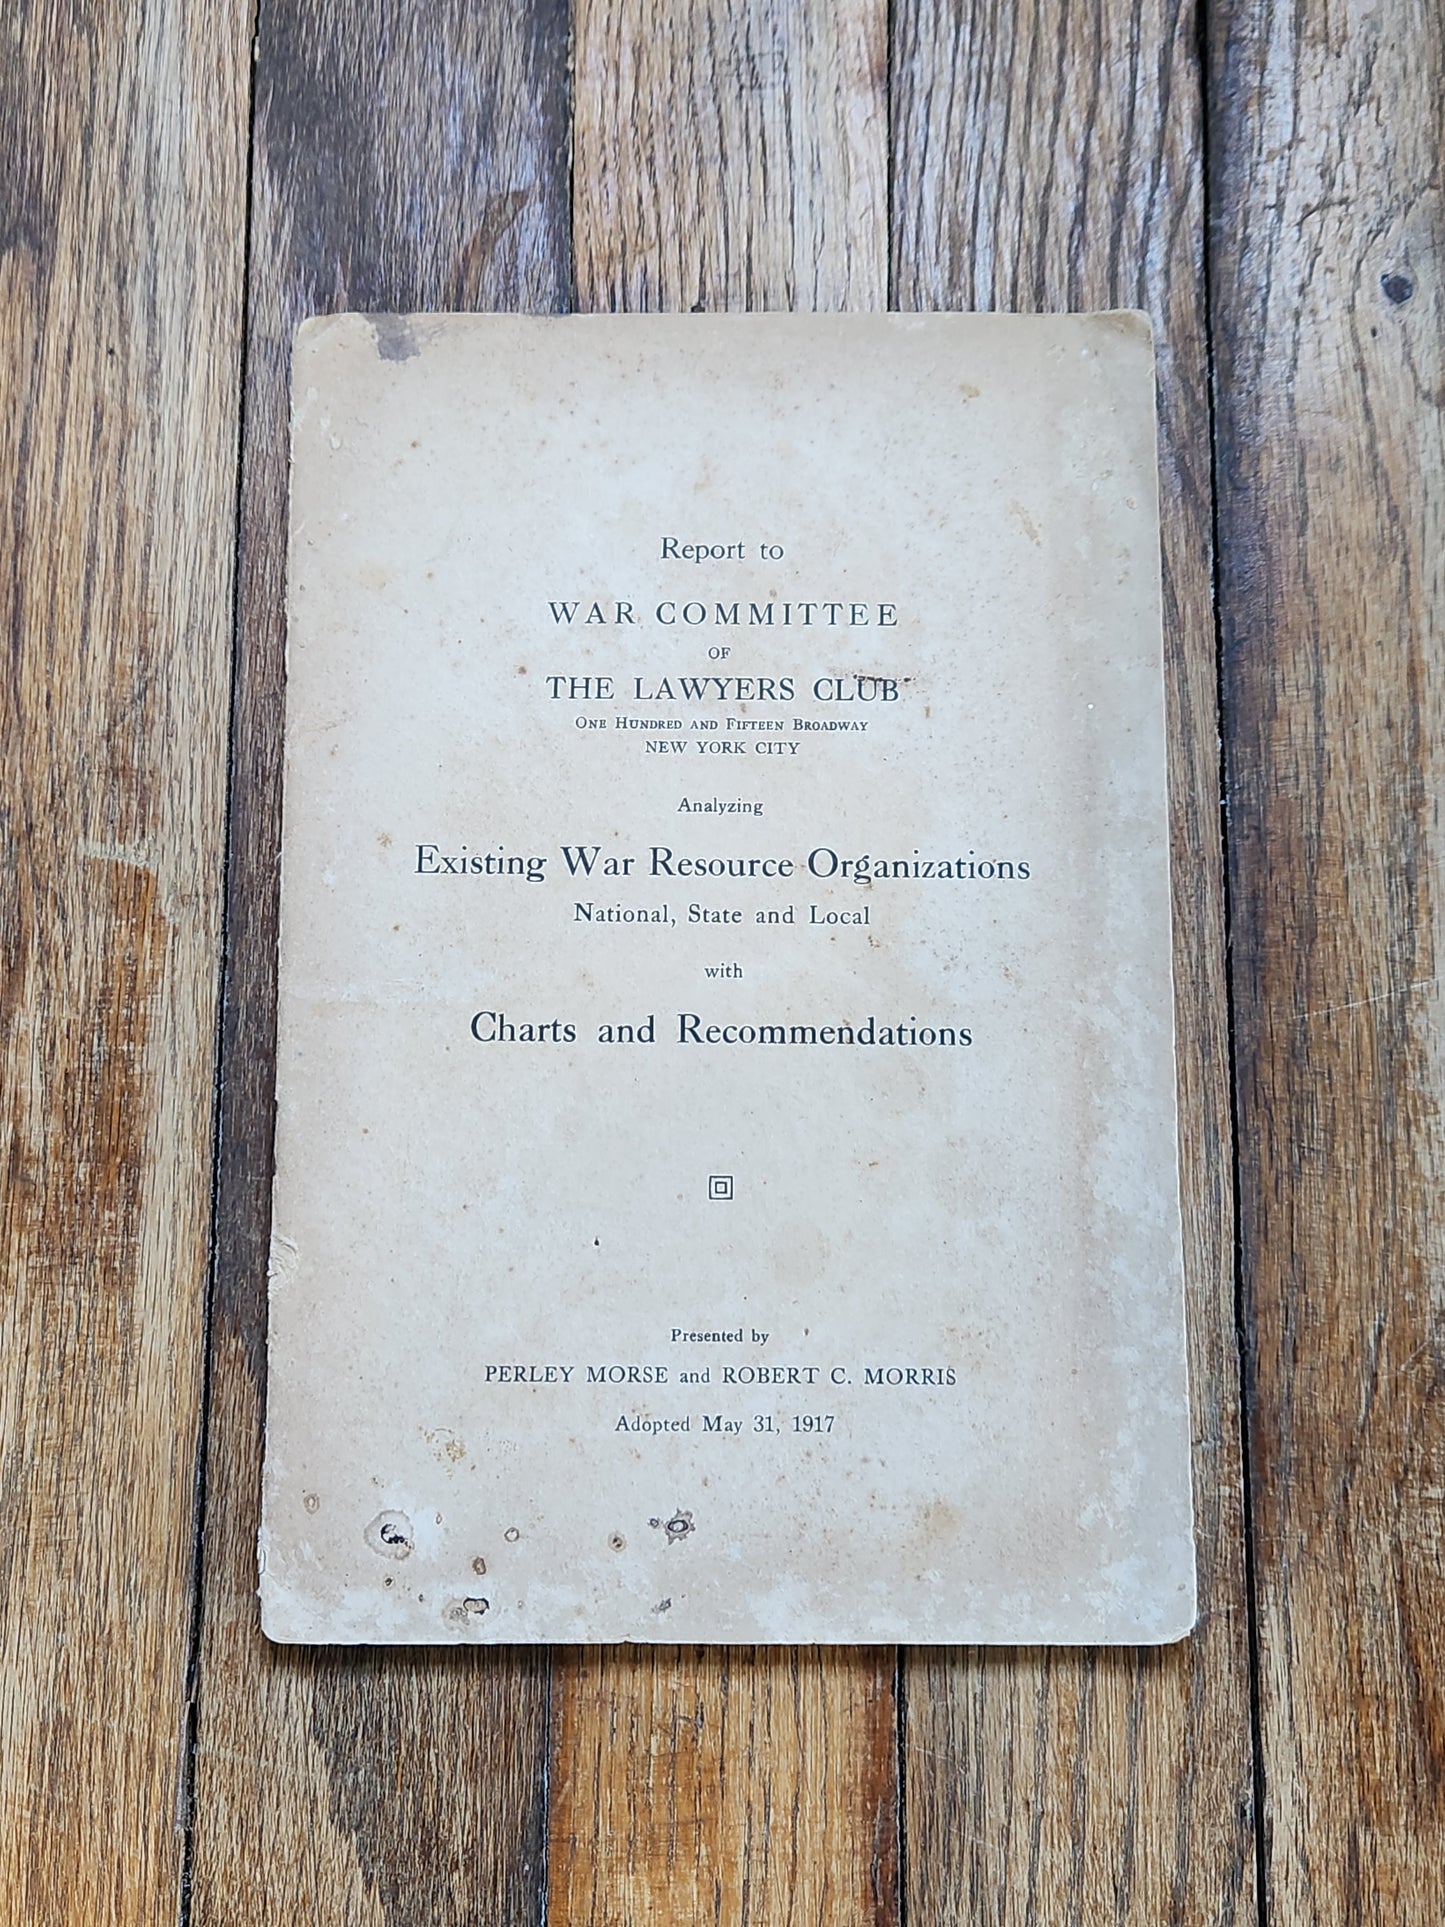 Report to
WAR COMMITTEE
OF
THE LAWYERS CLUB
ONE HUNDRED AND FIFTEEN BROADWAY
NEW YORK CITY
Analyzing
Existing War Resource Organizations
National, State and Local
with
Charts and Recommendations
Presented by
PERLEY MORSE and ROBERT C. MORRIS
Adopted May 31, 1917